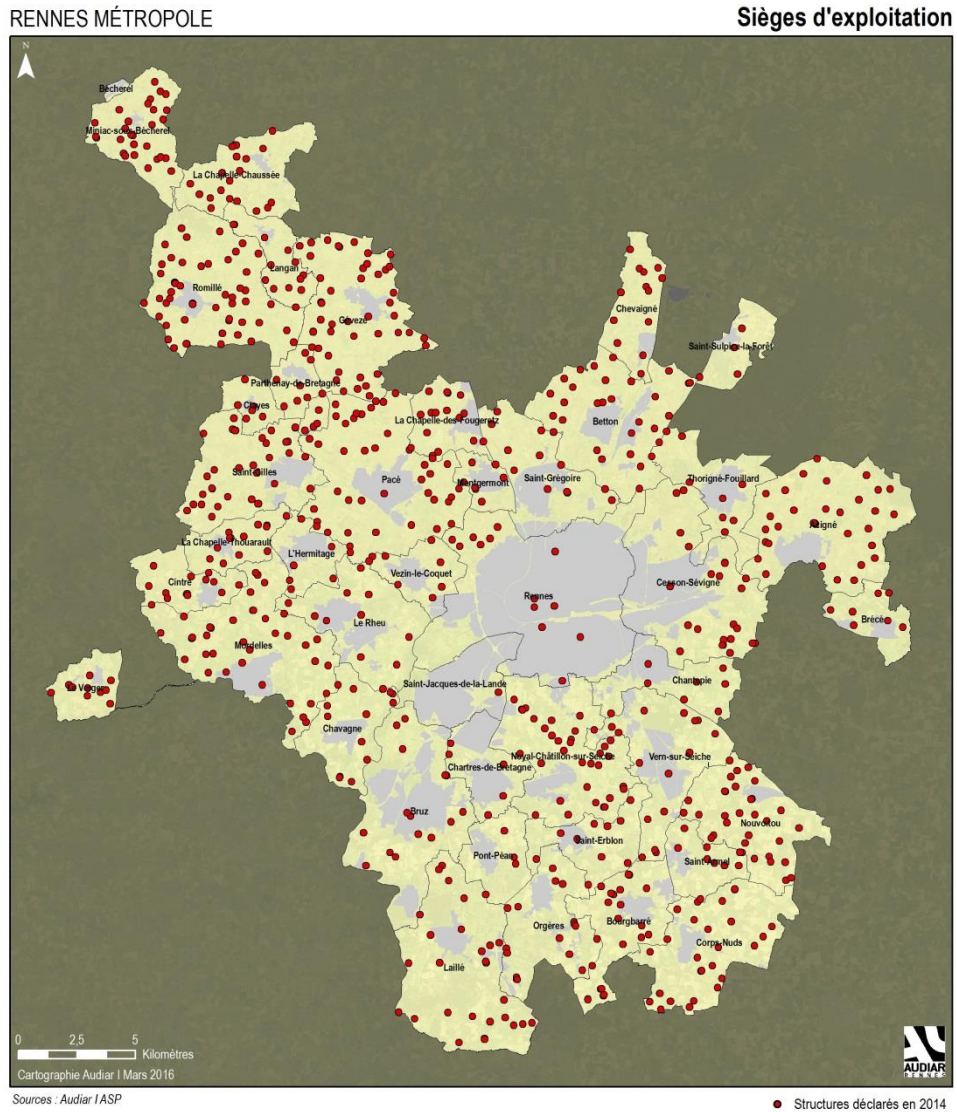 RENNES MÉTROPOLE
Sièges d'exploitation
N
Bécherel
Miniac-sous-Bécherel
La Chapelle-Chaussée
Langan
Romillé
Gévezé
Chevaigné
Saint-Sulpice-la-Forêt
Parthenay-de-Bretagne
Clayes
La Chapelle-des-Fougeretz
Betton
Saint-Gilles
Pacé
Montgermont
Saint-Grégoire
Thorigné-Fouillard
Acigné
La Chapelle-Thouarault
L'Hermitage
Vezin-le-Coquet
Cintré
Cesson-Sévigné
Rennes
Le Rheu
Brécé
Mordelles
Le Verger
Saint-Jacques-de-la-Lande
Chantepie
Chavagne
Noyal-Châtillon-sur-Seiche
Vern-sur-Seiche
Chartres-de-Bretagne
Bruz
Nouvoitou
Saint-Erblon
Pont-Péan
Saint-Armel
Orgères
Bourgbarré
Corps-Nuds
Laillé
0 2,5 5
Kilomètres
Cartographie Audiar I Mars 2016
AUDIAR
RENNES
Sources : Audiar I ASP
Structures déclarés en 2014